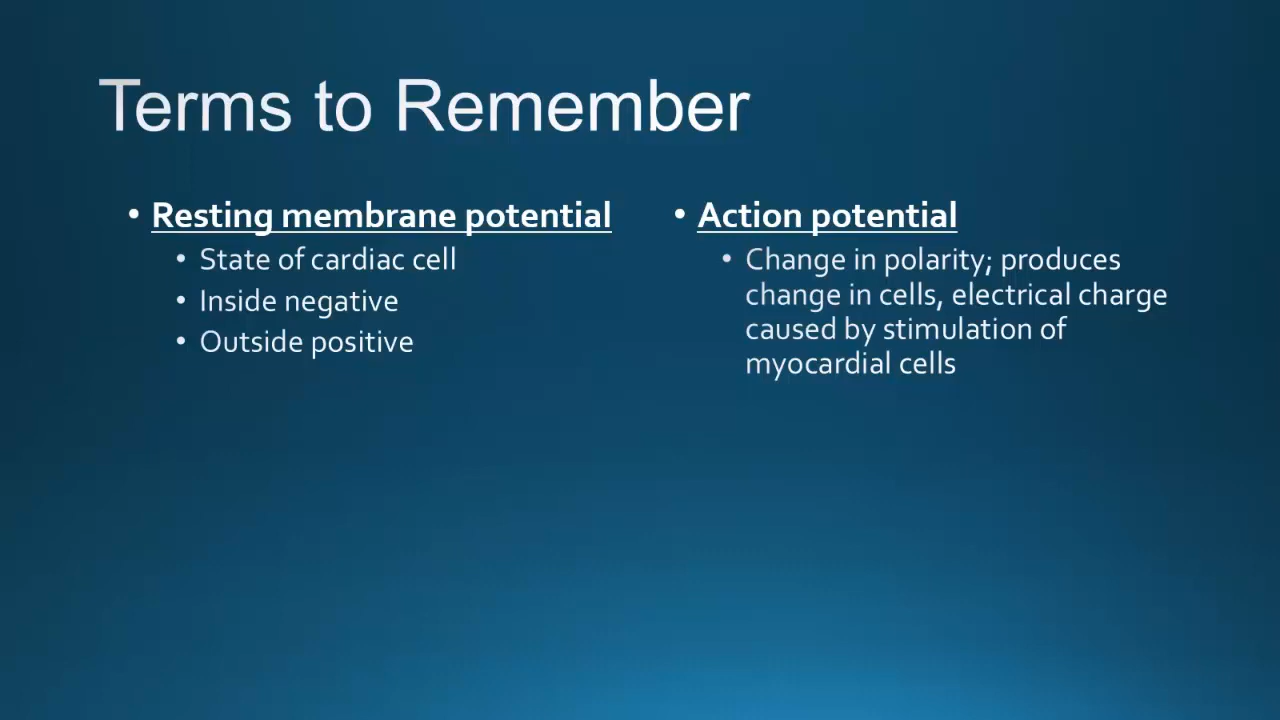 Terms to Remember
• Resting membrane potential
• State of cardiac cell
• Inside negative
• Outside positive
• Action potential
• Change in polarity; produces
change in cells, electrical charge
caused by stimulation of
myocardial cells